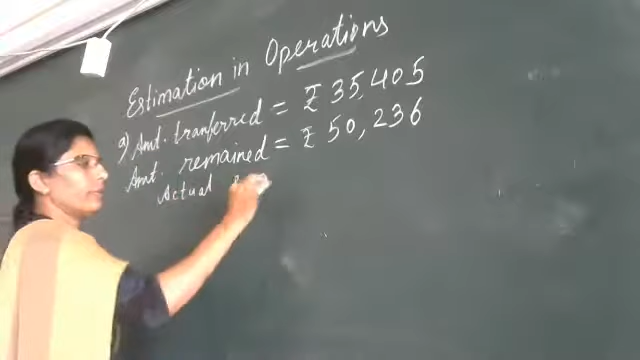 Estimation in Operations
a) Amt. tranferred = ₹ 35,405
Amt. remained = ₹ 50,236
Actual